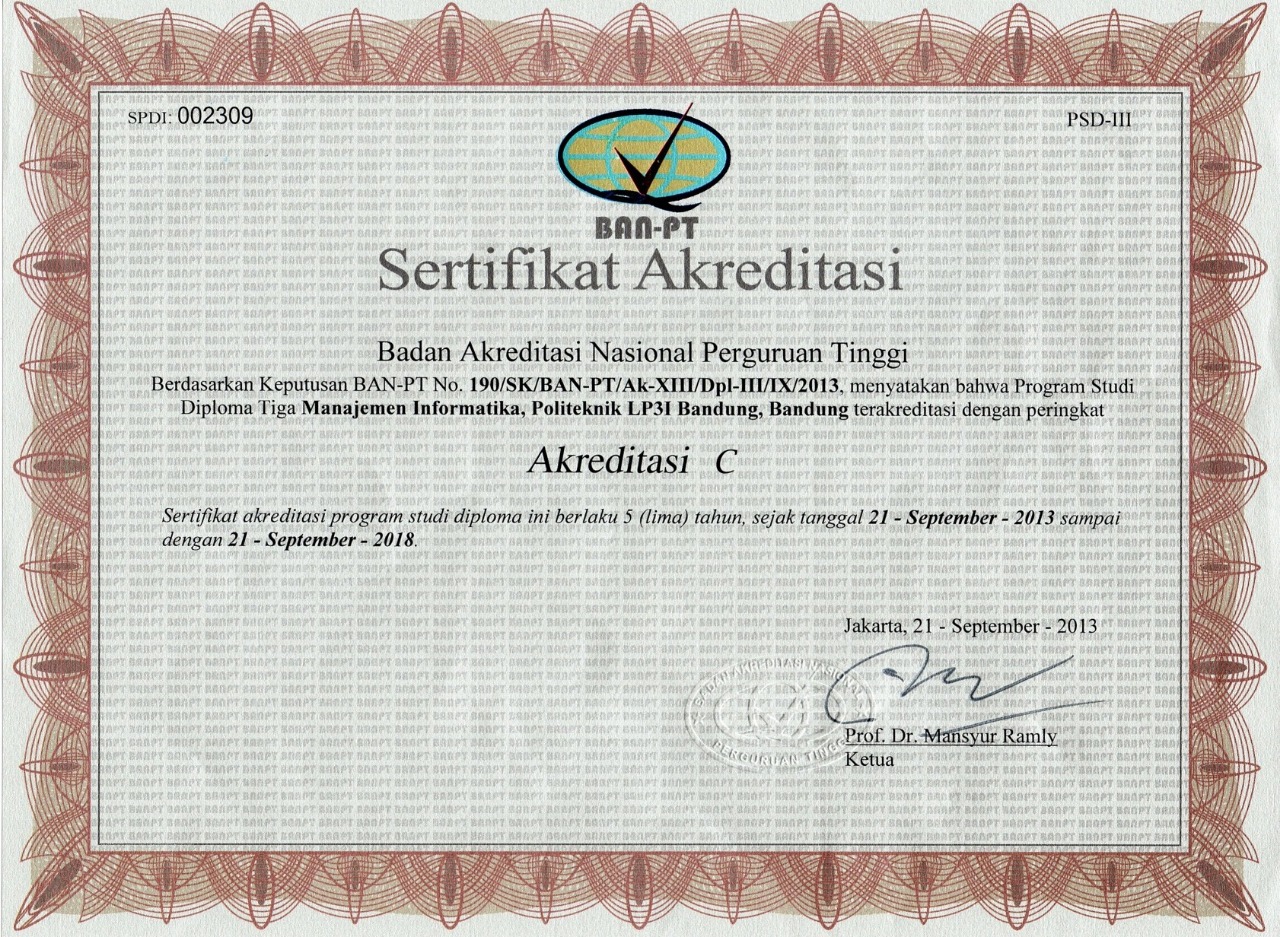 SPDI: 002309
PSD-III
BAN-PT
Sertifikat Akreditasi
Badan Akreditasi Nasional Perguruan Tinggi
Berdasarkan Keputusan BAN-PT No. 190/SK/BAN-PT/Ak-XIII/Dpl-III/IX/2013, menyatakan bahwa Program Studi
Diploma Tiga Manajemen Informatika, Politeknik LP3I Bandung, Bandung terakreditasi dengan peringkat
Akreditasi C
Sertifikat akreditasi program studi diploma ini berlaku 5 (lima) tahun, sejak tanggal 21 - September - 2013 sampai
dengan 21 - September - 2018.
Jakarta, 21 - September - 2013
BADAN AKREDITASI NASIONAL
PERGURUAN TINGGI
Prof. Dr. Mansyur Ramly
Ketua